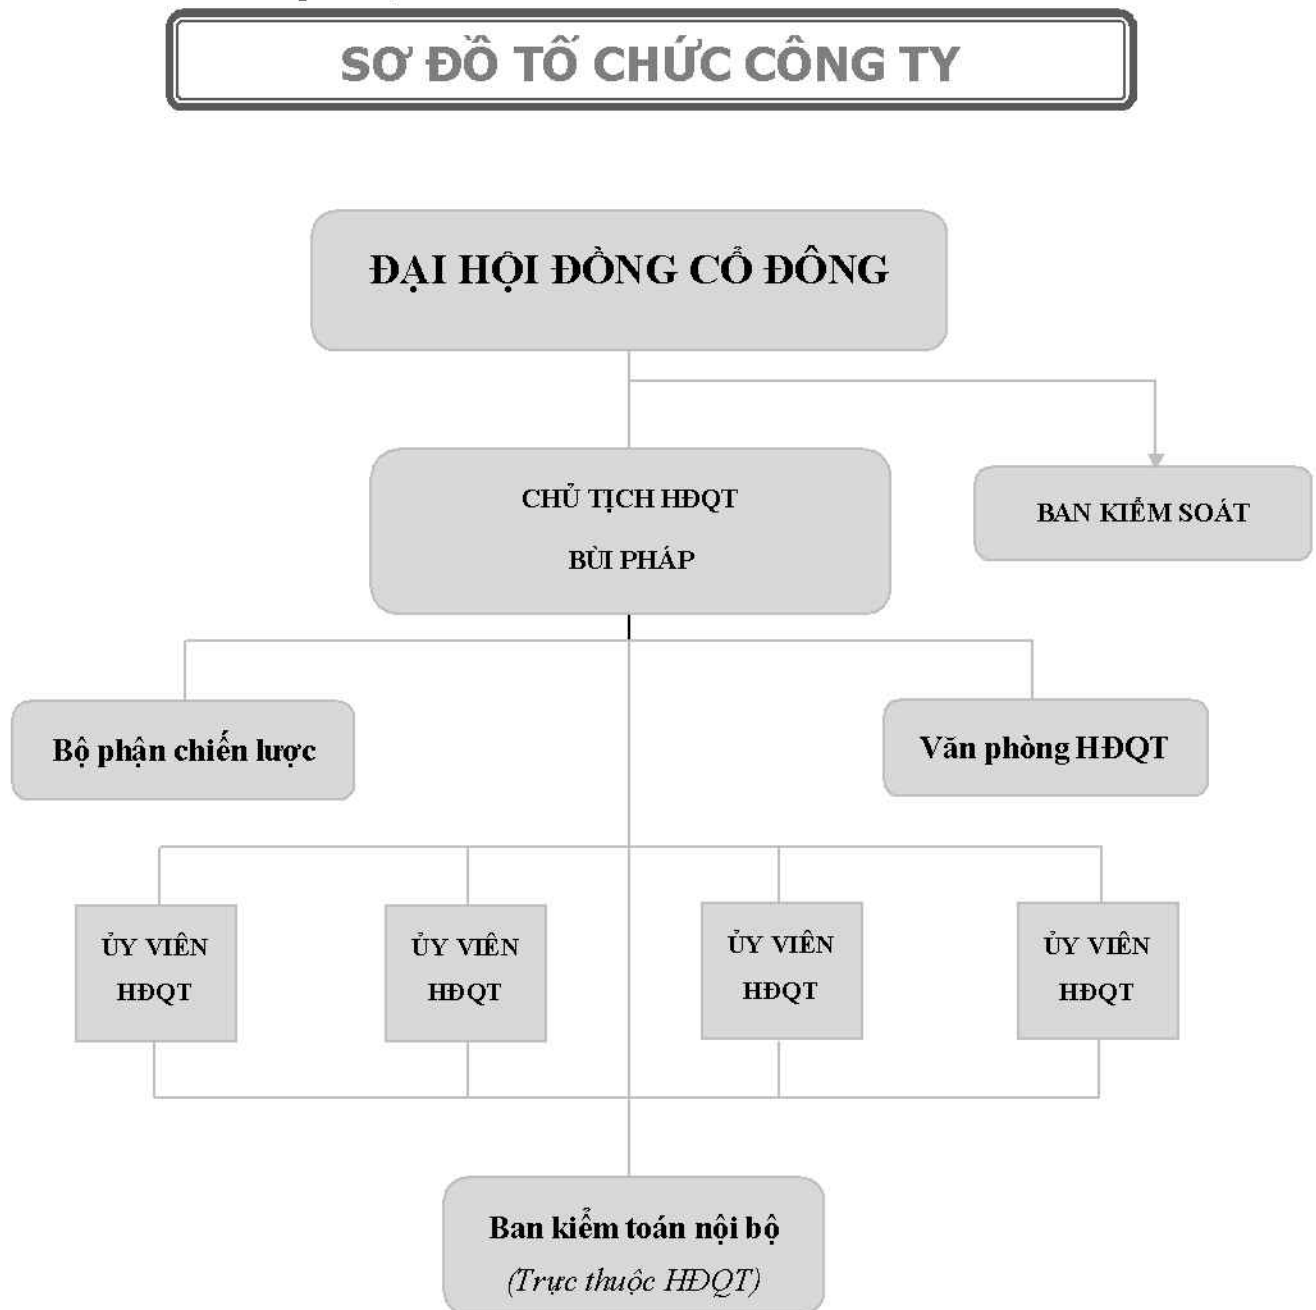 SƠ ĐỒ TỔ CHỨC CÔNG TY
ĐẠI HỘI ĐỒNG CỔ ĐÔNG
CHỦ TỊCH HĐQT
BÙI PHÁP
BAN KIỂM SOÁT
Bộ phận chiến lược
Văn phòng HĐQT
ỦY VIÊN
HĐQT
ỦY VIÊN
HĐQT
ỦY VIÊN
HĐQT
ỦY VIÊN
HĐQT
Ban kiểm toán nội bộ
(Trực thuộc HĐQT)